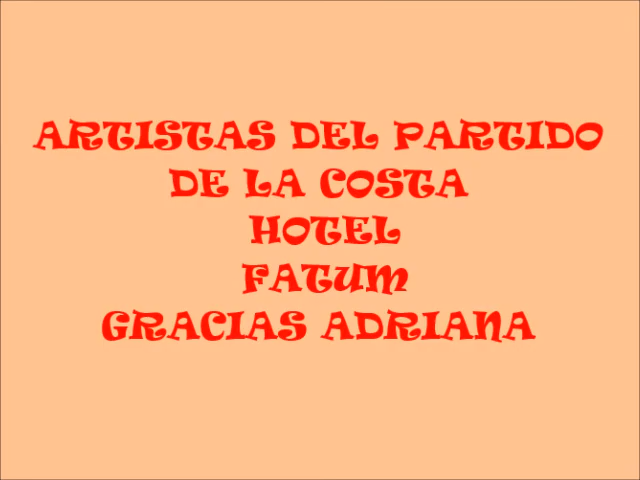 ARTISTAS DEL PARTIDO
DE LA COSTA
HOTEL
FATUM
GRACIAS ADRIANA